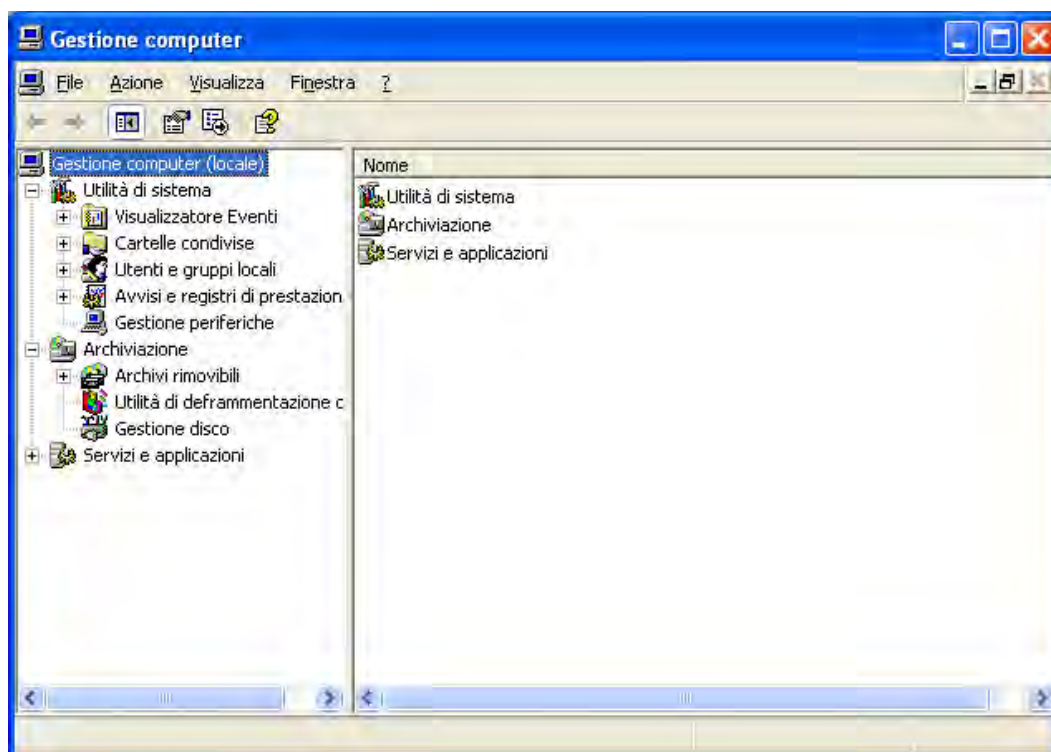 Gestione computer
File Azione Visualizza Finestra ?
Gestione computer (locale)
Utilità di sistema
Visualizzatore Eventi
Cartelle condivise
Utenti e gruppi locali
Avvisi e registri di prestazion
Gestione periferiche
Archiviazione
Archivi rimovibili
Utilità di deframmentazione c
Gestione disco
Servizi e applicazioni
Nome
Utilità di sistema
Archiviazione
Servizi e applicazioni